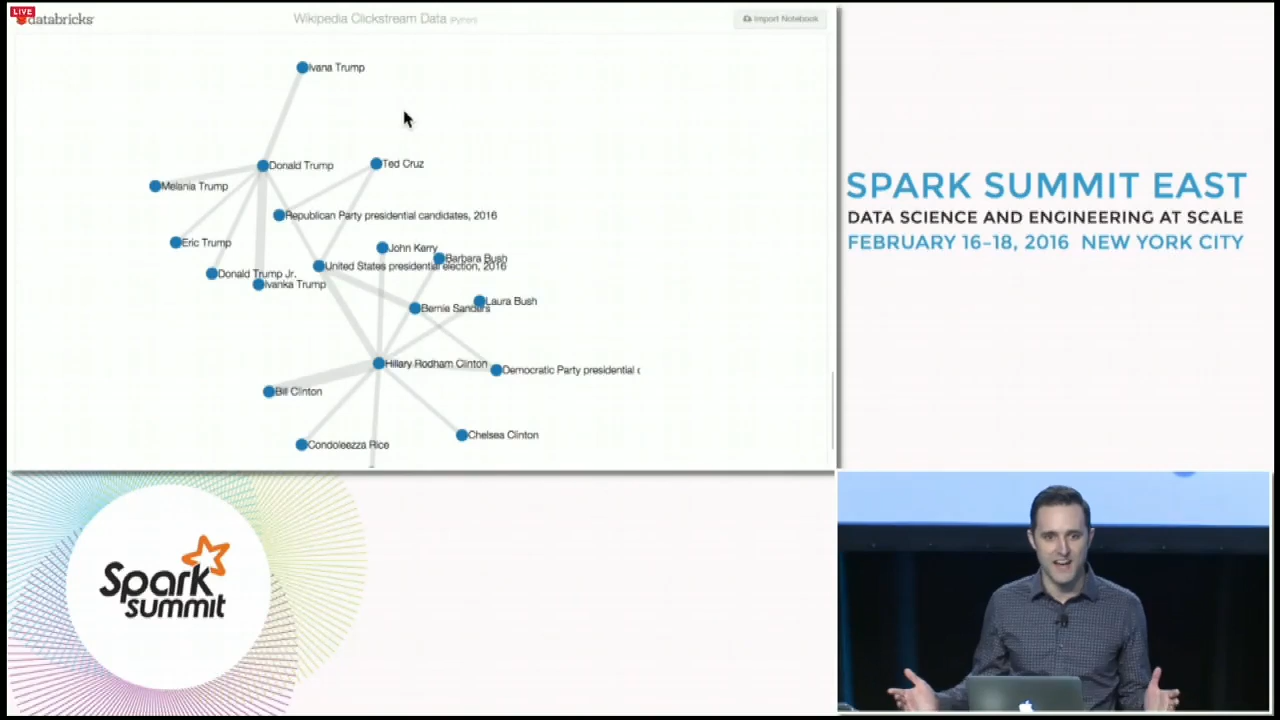 LIVE
databricks
Wikipedia Clickstream Data (Python)
Import Notebook
Ivana Trump
Donald Trump
Ted Cruz
Melania Trump
Republican Party presidential candidates, 2016
Eric Trump
John Kerry
Barbara Bush
United States presidential election, 2016
Donald Trump Jr.
Ivanka Trump
Laura Bush
Bernie Sanders
Hillary Rodham Clinton
Democratic Party presidential c
Bill Clinton
Chelsea Clinton
Condoleezza Rice
SPARK SUMMIT EAST
DATA SCIENCE AND ENGINEERING AT SCALE
FEBRUARY 16-18, 2016 NEW YORK CITY
Spark
summit